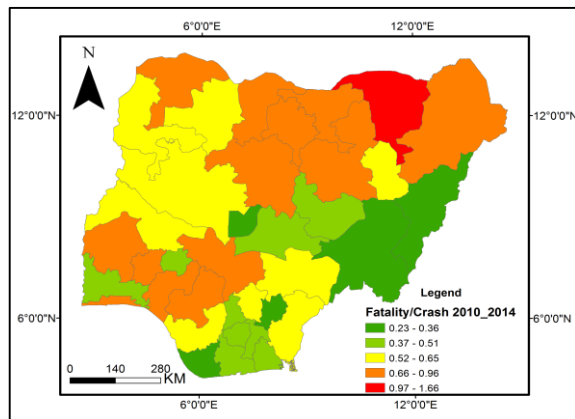 6°0'0"E 12°0'0"E
N
12°0'0"N 12°0'0"N
6°0'0"N 6°0'0"N
Legend
Fatality/Crash 2010_2014
0.23 - 0.36
0.37 - 0.51
0.52 - 0.65
0.66 - 0.96
0.97 - 1.66
0 140 280
KM
6°0'0"E 12°0'0"E